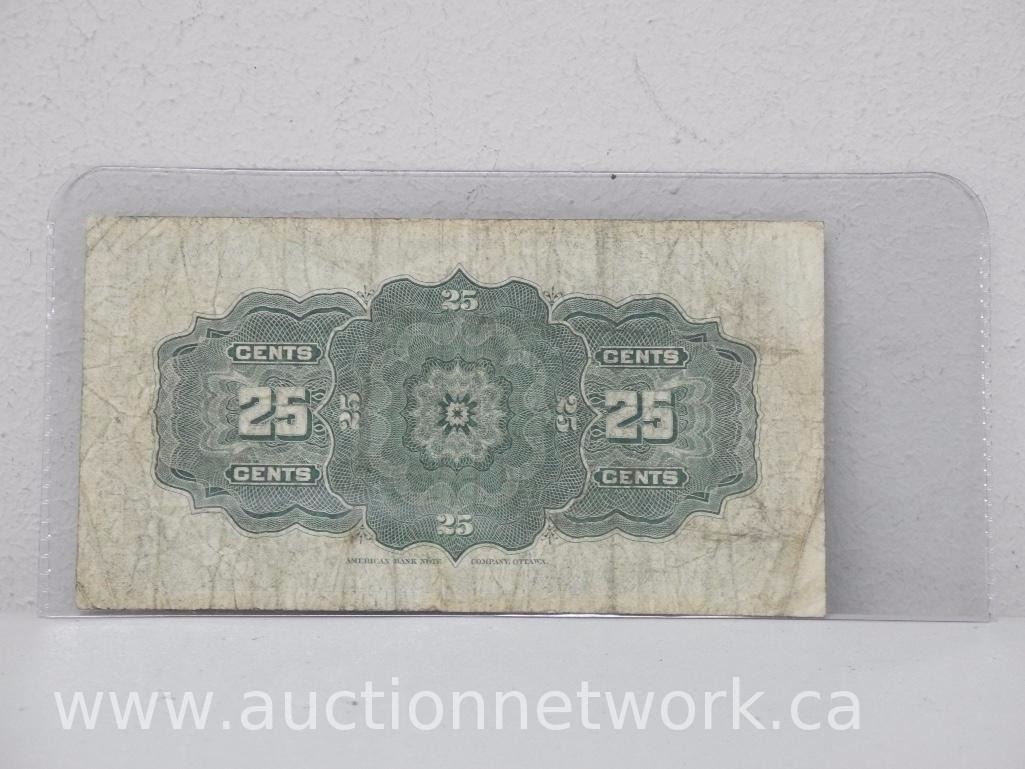 25
CENTS CENTS
25 25 25 25
CENTS CENTS
25
AMERICAN BANK NOTE COMPANY, OTTAWA.
www.auctionnetwork.ca